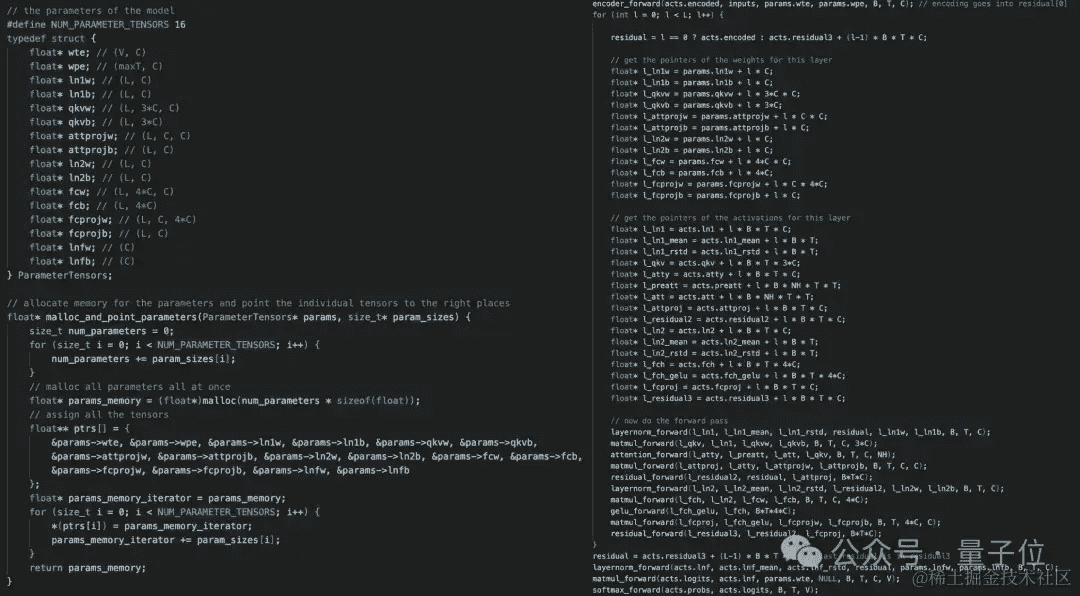 // the parameters of the model
#define NUM_PARAMETER_TENSORS 16
typedef struct {
float* wte; // (V, C)
float* wpe; // (maxT, C)
float* ln1w; // (L, C)
float* ln1b; // (L, C)
float* qkvw; // (L, 3*C, C)
float* qkvb; // (L, 3*C)
float* attprojw; // (L, C, C)
float* attprojb; // (L, C)
float* ln2w; // (L, C)
float* ln2b; // (L, C)
float* fcw; // (L, 4*C, C)
float* fcb; // (L, 4*C)
float* fcprojw; // (L, C, 4*C)
float* fcprojb; // (L, C)
float* lnfw; // (C)
float* lnfb; // (C)
} ParameterTensors;
// allocate memory for the parameters and point the individual tensors to the right places
float* malloc_and_point_parameters(ParameterTensors* params, size_t* param_sizes) {
size_t num_parameters = 0;
for (size_t i = 0; i < NUM_PARAMETER_TENSORS; i++) {
num_parameters += param_sizes[i];
}
// malloc all parameters all at once
float* params_memory = (float*)malloc(num_parameters * sizeof(float));
// assign all the tensors
float** ptrs[] = {
&params->wte, &params->wpe, &params->ln1w, &params->ln1b, &params->qkvw, &params->qkvb,
&params->attprojw, &params->attprojb, &params->ln2w, &params->ln2b, &params->fcw, &params->fcb,
&params->fcprojw, &params->fcprojb, &params->lnfw, &params->lnfb
};
float* params_memory_iterator = params_memory;
for (size_t i = 0; i < NUM_PARAMETER_TENSORS; i++) {
*(ptrs[i]) = params_memory_iterator;
params_memory_iterator += param_sizes[i];
}
return params_memory;
}
encoder_forward(acts.encoded, inputs, params.wte, params.wpe, B, T, C); // encoding goes into residual[0]
for (int l = 0; l < L; l++) {
residual = l == 0 ? acts.encoded : acts.residual3 + (l-1) * B * T * C;
// get the pointers of the weights for this layer
float* l_ln1w = params.ln1w + l * C;
float* l_ln1b = params.ln1b + l * C;
float* l_qkvw = params.qkvw + l * 3*C * C;
float* l_qkvb = params.qkvb + l * 3*C;
float* l_attprojw = params.attprojw + l * C * C;
float* l_attprojb = params.attprojb + l * C;
float* l_ln2w = params.ln2w + l * C;
float* l_ln2b = params.ln2b + l * C;
float* l_fcw = params.fcw + l * 4*C * C;
float* l_fcb = params.fcb + l * 4*C;
float* l_fcprojw = params.fcprojw + l * C * 4*C;
float* l_fcprojb = params.fcprojb + l * C;
// get the pointers of the activations for this layer
float* l_ln1 = acts.ln1 + l * B * T * C;
float* l_ln1_mean = acts.ln1_mean + l * B * T;
float* l_ln1_rstd = acts.ln1_rstd + l * B * T;
float* l_qkv = acts.qkv + l * B * T * 3*C;
float* l_atty = acts.atty + l * B * T * C;
float* l_preatt = acts.preatt + l * B * NH * T * T;
float* l_att = acts.att + l * B * NH * T * T;
float* l_attproj = acts.attproj + l * B * T * C;
float* l_residual2 = acts.residual2 + l * B * T * C;
float* l_ln2 = acts.ln2 + l * B * T * C;
float* l_ln2_mean = acts.ln2_mean + l * B * T;
float* l_ln2_rstd = acts.ln2_rstd + l * B * T;
float* l_fch = acts.fch + l * B * T * 4*C;
float* l_fch_gelu = acts.fch_gelu + l * B * T * 4*C;
float* l_fcproj = acts.fcproj + l * B * T * C;
float* l_residual3 = acts.residual3 + l * B * T * C;
// now do the forward pass
layernorm_forward(l_ln1, l_ln1_mean, l_ln1_rstd, residual, l_ln1w, l_ln1b, B, T, C);
matmul_forward(l_qkv, l_ln1, l_qkvw, l_qkvb, B, T, C, 3*C);
attention_forward(l_atty, l_preatt, l_att, l_qkv, B, T, C, NH);
matmul_forward(l_attproj, l_atty, l_attprojw, l_attprojb, B, T, C, C);
residual_forward(l_residual2, residual, l_attproj, B*T*C);
layernorm_forward(l_ln2, l_ln2_mean, l_ln2_rstd, l_residual2, l_ln2w, l_ln2b, B, T, C);
matmul_forward(l_fch, l_ln2, l_fcw, l_fcb, B, T, C, 4*C);
gelu_forward(l_fch_gelu, l_fch, B*T*4*C);
matmul_forward(l_fcproj, l_fch_gelu, l_fcprojw, l_fcprojb, B, T, 4*C, C);
residual_forward(l_residual3, l_residual2, l_fcproj, B*T*C);
}
residual = acts.residual3 + (L-1) * B * T
layernorm_forward(acts.lnf, acts.lnf_mean, acts.lnf_rstd, residual, params.lnfw, params.lnfb, B, T, C);
matmul_forward(acts.logits, acts.lnf, params.wte, NULL, B, T, C, V);
softmax_forward(acts.probs, acts.logits, B, T, V);
公众号 · 量子位
@稀土掘金技术社区